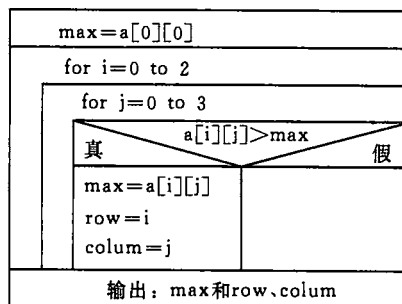 max=a[0][0]
for i=0 to 2
for j=0 to 3
a[i][j]>max
真 假
max=a[i][j]
row=i
colum=j
输出：max和row、colum